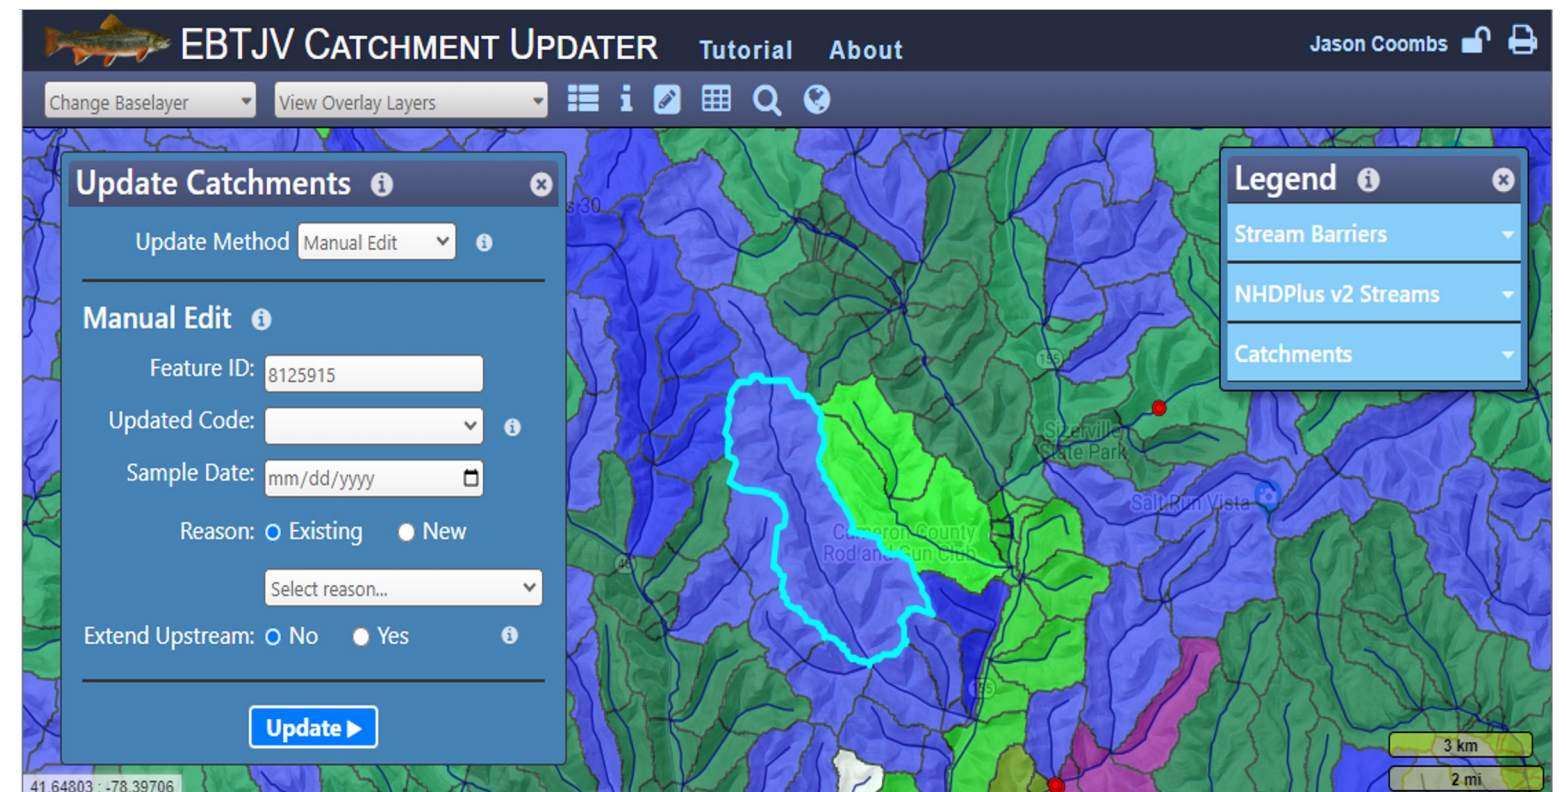 EBTJV CATCHMENT UPDATER Tutorial About Jason Coombs
Change Baselayer View Overlay Layers
Update Catchments
Update Method Manual Edit
Manual Edit
Feature ID: 8125915
Updated Code:
Sample Date: mm/dd/yyyy
Reason: Existing New
Select reason...
Extend Upstream: No Yes
Update
41.64803 : -78.39706
s 30
155
Sizerville
State Park
Salt Run Vista
Cameron County
Rod and Gun Club
46
155
Legend
Stream Barriers
NHDPlus v2 Streams
Catchments
3 km
2 mi